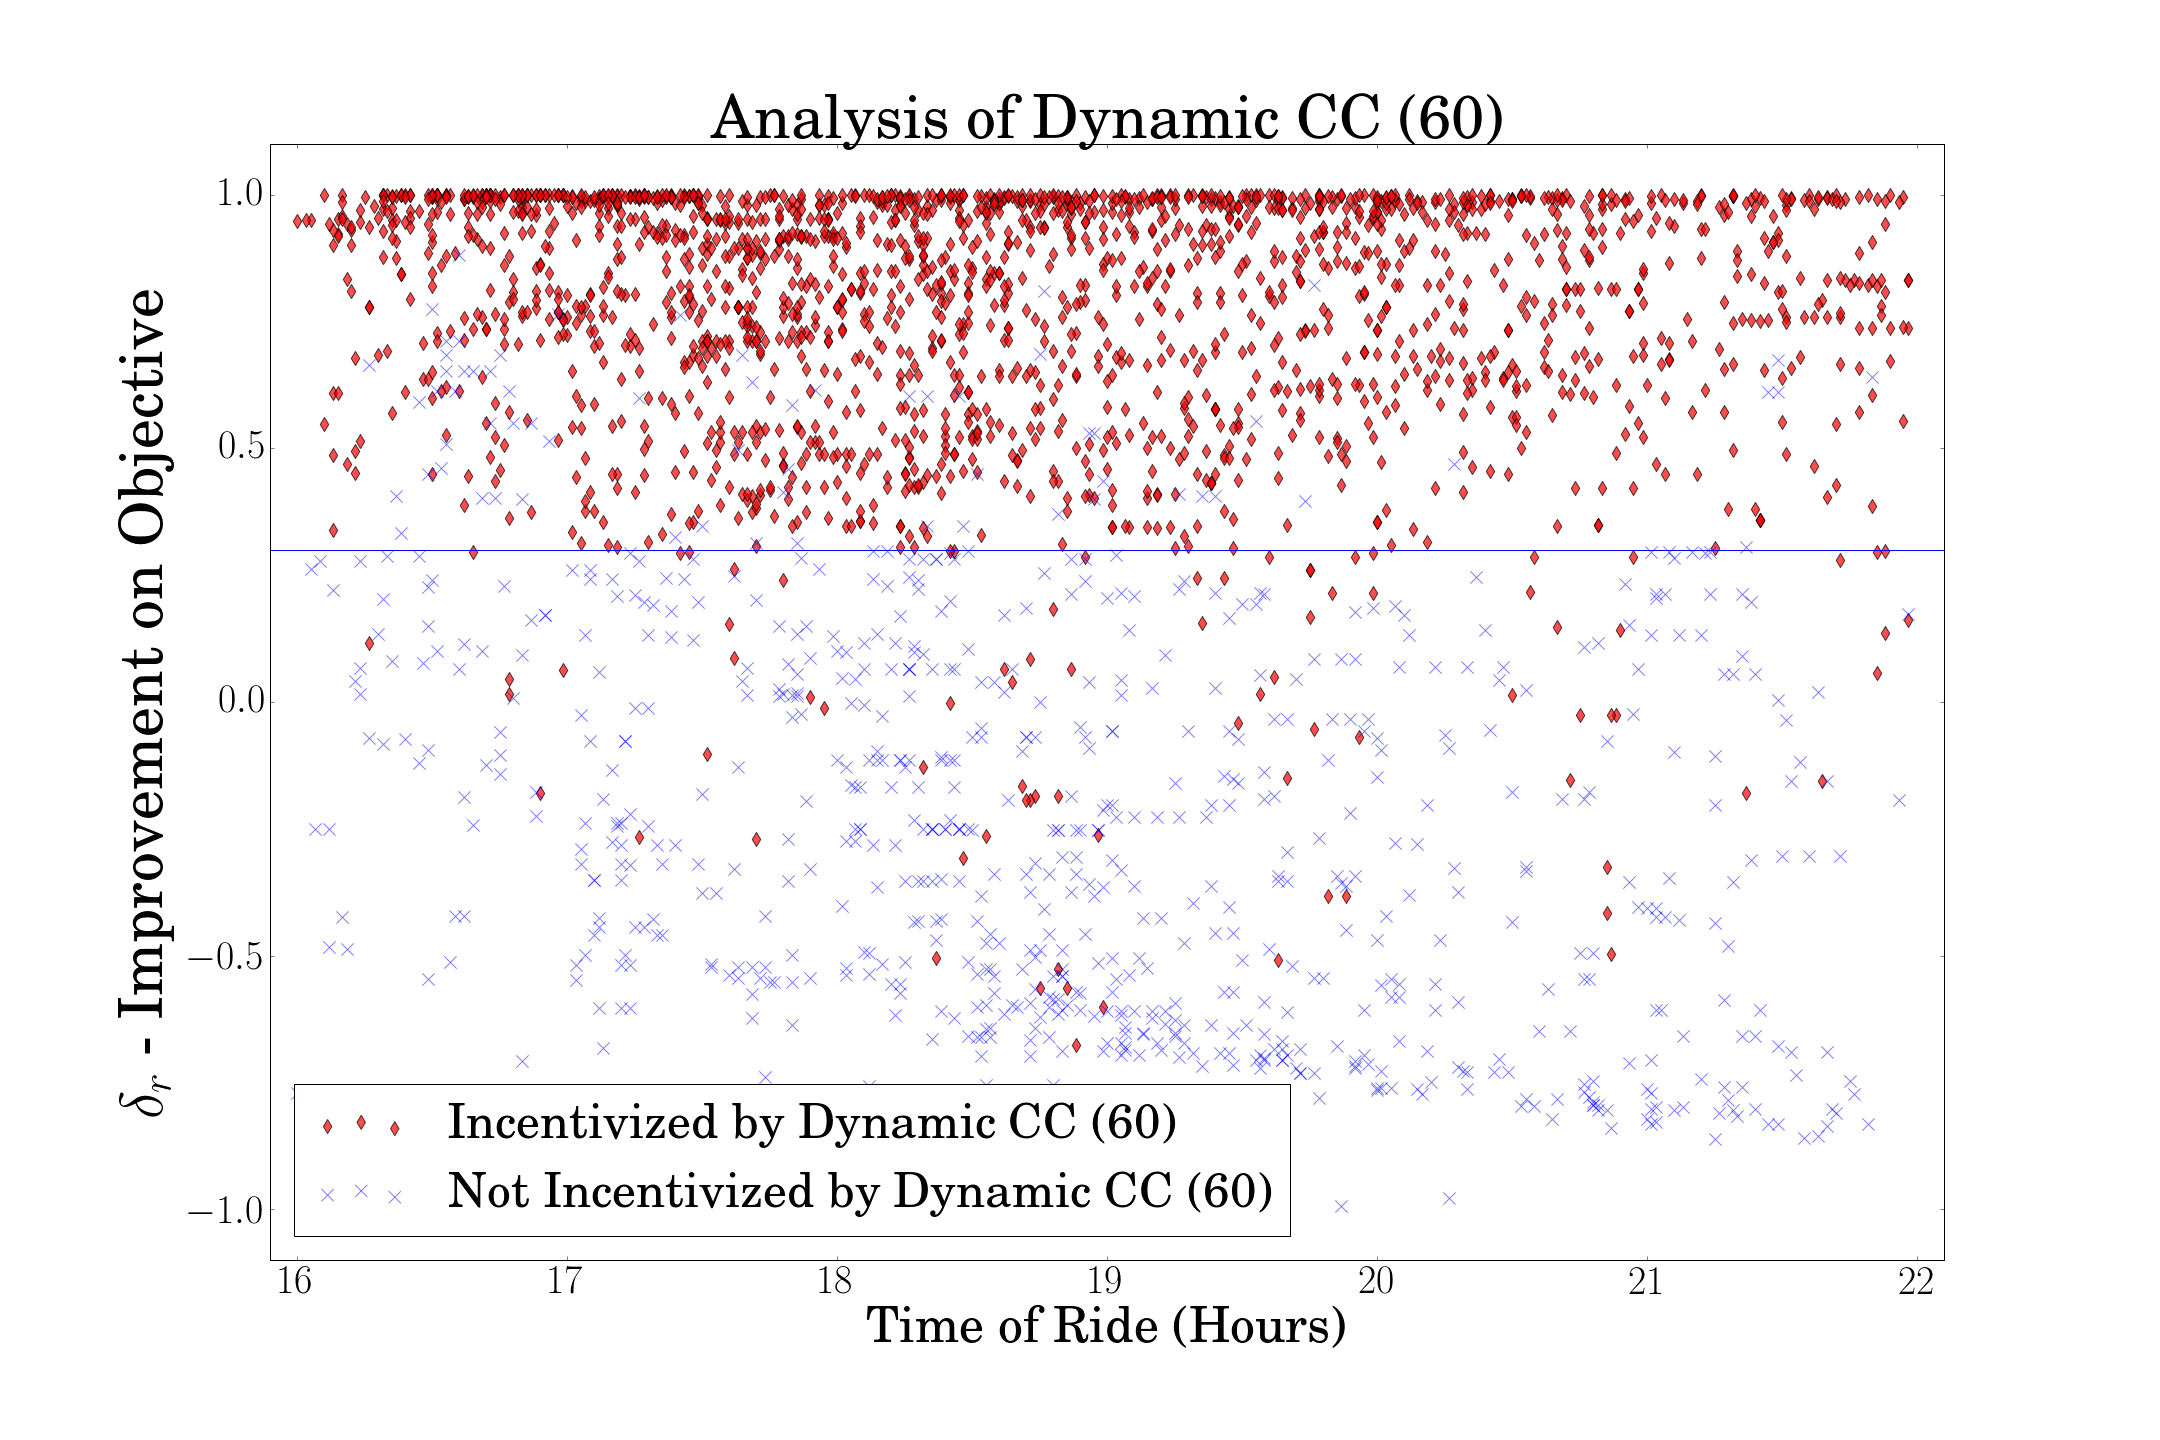 Analysis of Dynamic CC (60)
1.0
0.5
0.0
−0.5
−1.0
δr - Improvement on Objective
Incentivized by Dynamic CC (60)
Not Incentivized by Dynamic CC (60)
16 17 18 19 20 21 22
Time of Ride (Hours)